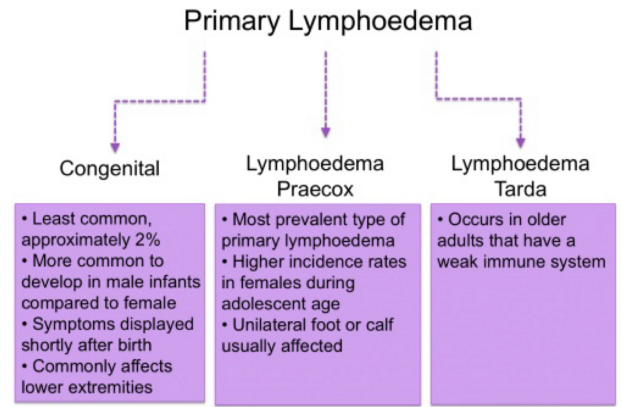 Primary Lymphoedema
Congenital
• Least common,
approximately 2%
• More common to
develop in male infants
compared to female
• Symptoms displayed
shortly after birth
• Commonly affects
lower extremities
Lymphoedema
Praecox
• Most prevalent type of
primary lymphoedema
• Higher incidence rates
in females during
adolescent age
• Unilateral foot or calf
usually affected
Lymphoedema
Tarda
• Occurs in older
adults that have a
weak immune system